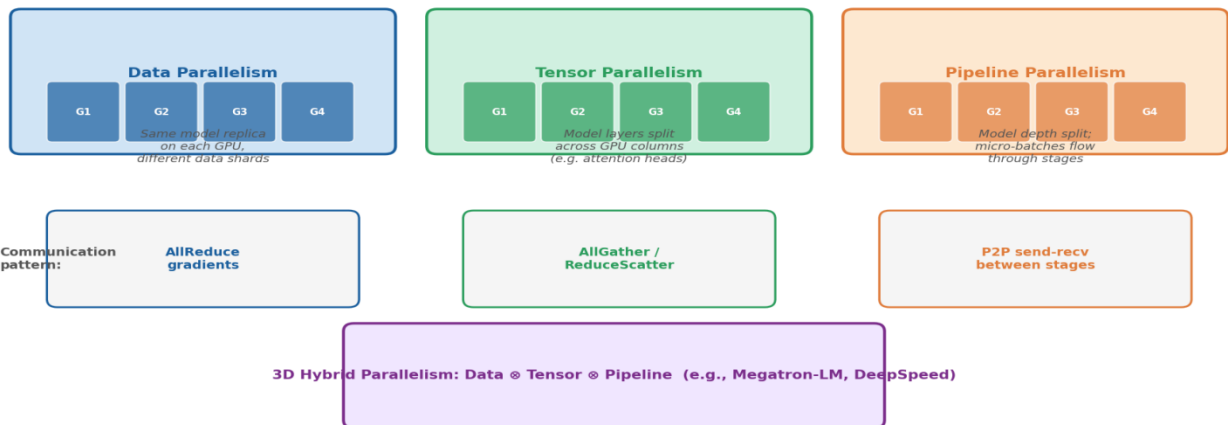 Data Parallelism
G1 G2 G3 G4
Same model replica
on each GPU,
different data shards
Tensor Parallelism
G1 G2 G3 G4
Model layers split
across GPU columns
(e.g. attention heads)
Pipeline Parallelism
G1 G2 G3 G4
Model depth split;
micro-batches flow
through stages
Communication
pattern:
AllReduce
gradients
AllGather /
ReduceScatter
P2P send-recv
between stages
3D Hybrid Parallelism: Data ⊗ Tensor ⊗ Pipeline (e.g., Megatron-LM, DeepSpeed)